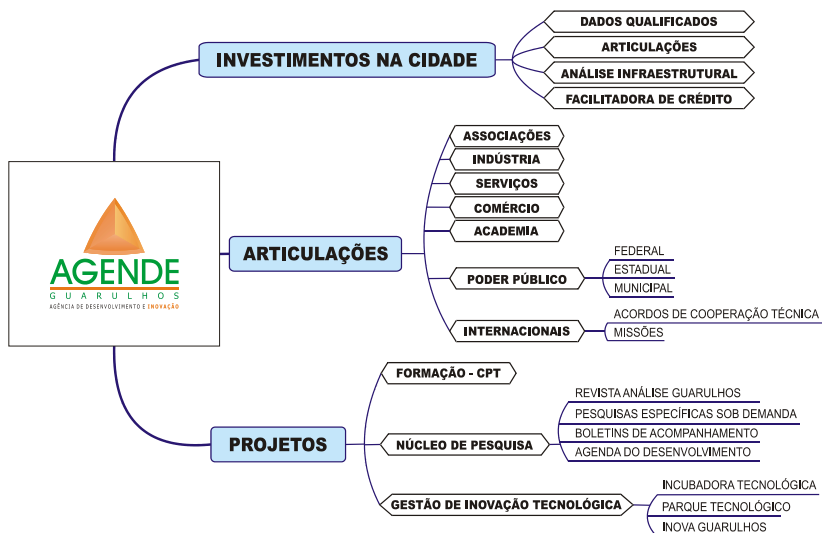 INVESTIMENTOS NA CIDADE
DADOS QUALIFICADOS
ARTICULAÇÕES
ANÁLISE INFRAESTRUTURAL
FACILITADORA DE CRÉDITO
AGENDE
GUARULHOS
AGÊNCIA DE DESENVOLVIMENTO E INOVAÇÃO
ARTICULAÇÕES
ASSOCIAÇÕES
INDÚSTRIA
SERVIÇOS
COMÉRCIO
ACADEMIA
PODER PÚBLICO
FEDERAL
ESTADUAL
MUNICIPAL
INTERNACIONAIS
ACORDOS DE COOPERAÇÃO TÉCNICA
MISSÕES
PROJETOS
FORMAÇÃO - CPT
NÚCLEO DE PESQUISA
REVISTA ANÁLISE GUARULHOS
PESQUISAS ESPECÍFICAS SOB DEMANDA
BOLETINS DE ACOMPANHAMENTO
AGENDA DO DESENVOLVIMENTO
GESTÃO DE INOVAÇÃO TECNOLÓGICA
INCUBADORA TECNOLÓGICA
PARQUE TECNOLÓGICO
INOVA GUARULHOS